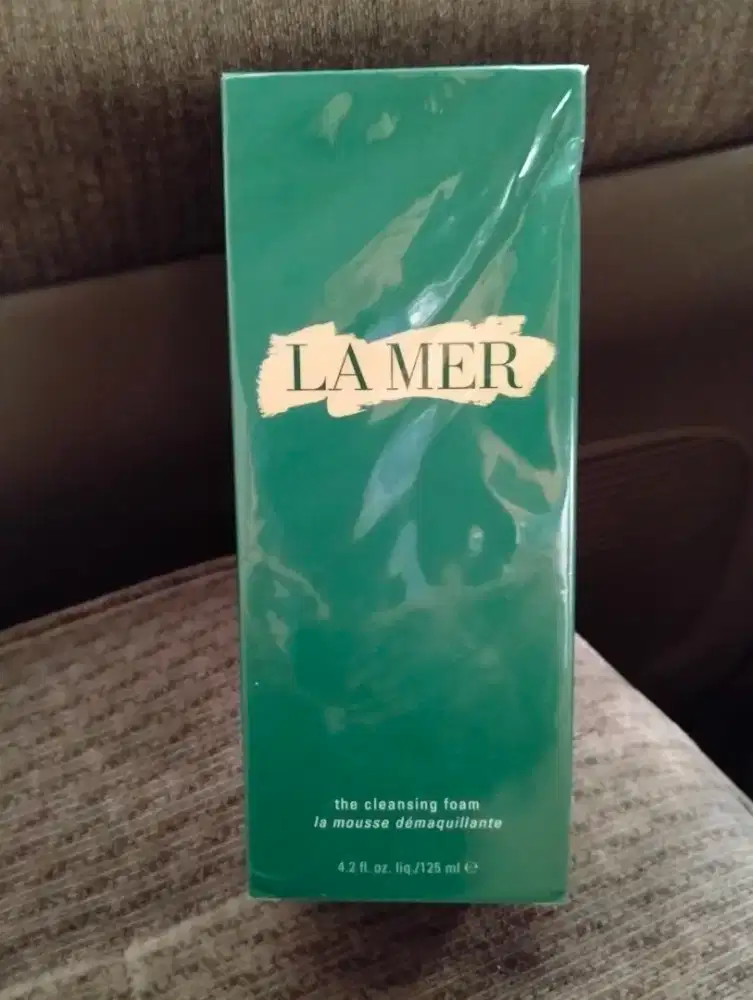 LA MER
the cleansing foam
la mousse démaquillante
4.2 fl. oz. liq./125 ml ℮